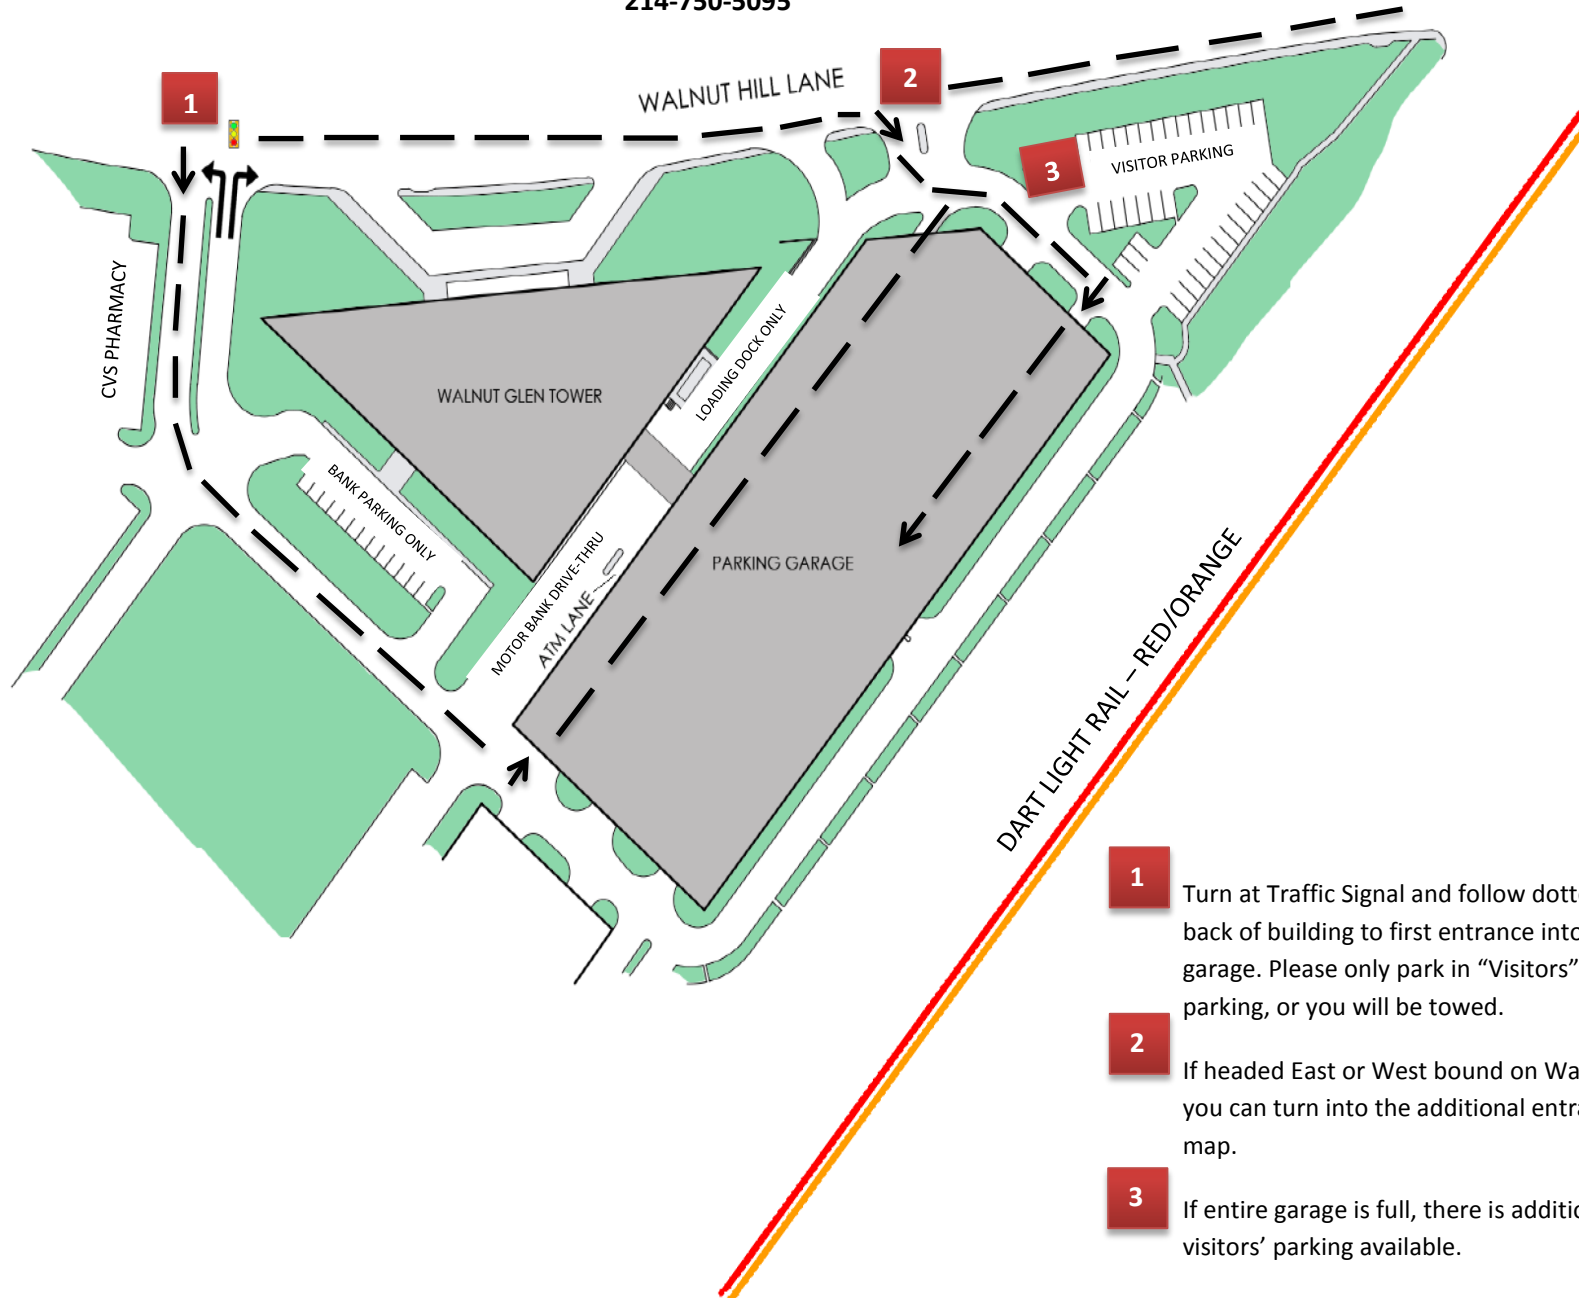 214-750-5095
WALNUT HILL LANE
1
2
3
VISITOR PARKING
CVS PHARMACY
WALNUT GLEN TOWER
LOADING DOCK ONLY
BANK PARKING ONLY
MOTOR BANK DRIVE-THRU
ATM LANE
PARKING GARAGE
DART LIGHT RAIL – RED/ORANGE
1
Turn at Traffic Signal and follow
back of building to first entrance into
garage. Please only park in “Visitors”
parking, or you will be towed.
2
If headed East or West bound on
you can turn into the additional
map.
3
If entire garage is full, there is
visitors’ parking available.